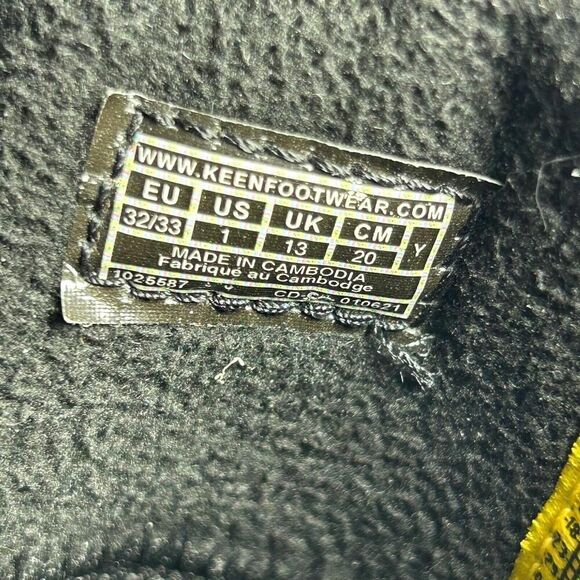 WWW.KEENFOOTWEAR.COM
EU US UK CM Y
32/33 1 13 20
MADE IN CAMBODIA
Fabriqué au Cambodge
1025587 010621